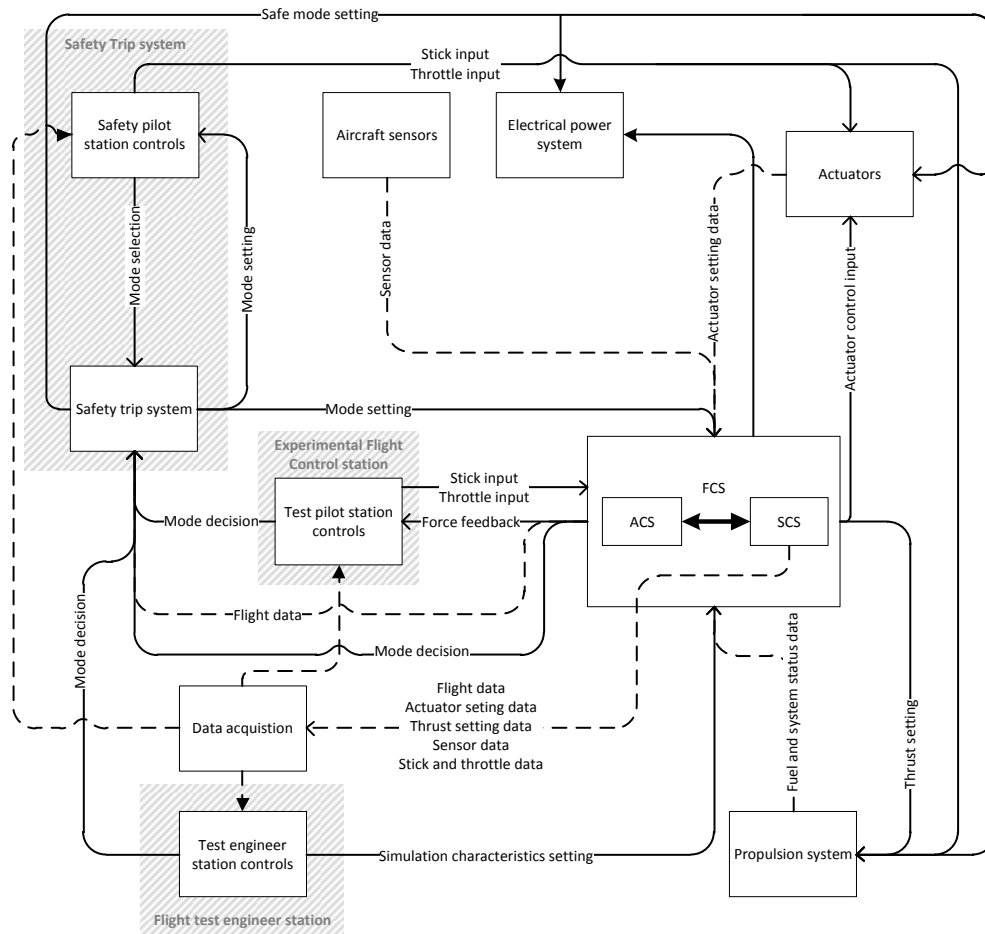 Safe mode setting
Safety Trip system
Stick input
Throttle input
Safety pilot
station controls
Aircraft sensors
Electrical power
system
Actuators
Mode selection
Mode setting
Sensor data
Actuator setting data
Actuator control input
Safety trip system
Mode setting
Experimental Flight
Control station
Stick input
Throttle input
FCS
Test pilot station
controls
Mode decision
Force feedback
ACS
SCS
Flight data
Mode decision
Mode decision
Flight data
Actuator seting data
Thrust setting data
Sensor data
Stick and throttle data
Data acquistion
Fuel and system status data
Thrust setting
Test engineer
station controls
Simulation characteristics setting
Propulsion system
Flight test engineer station